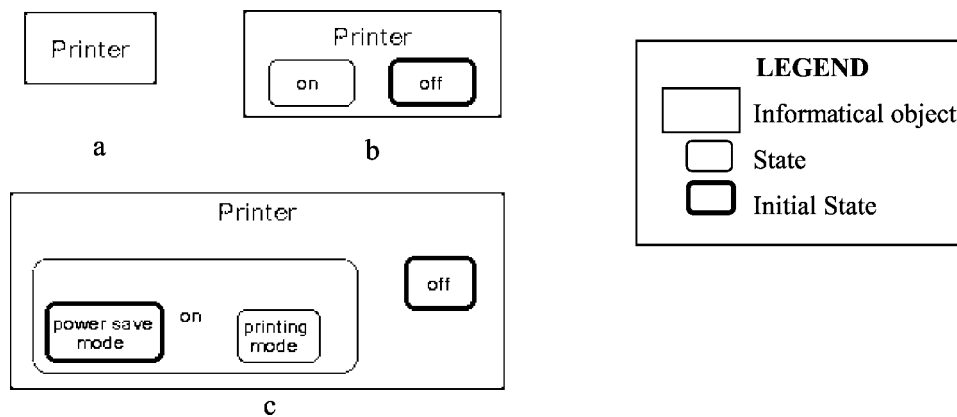 Printer
a
Printer
on
off
b
Printer
power save
mode
on
printing
mode
off
c
LEGEND
Informatical object
State
Initial State